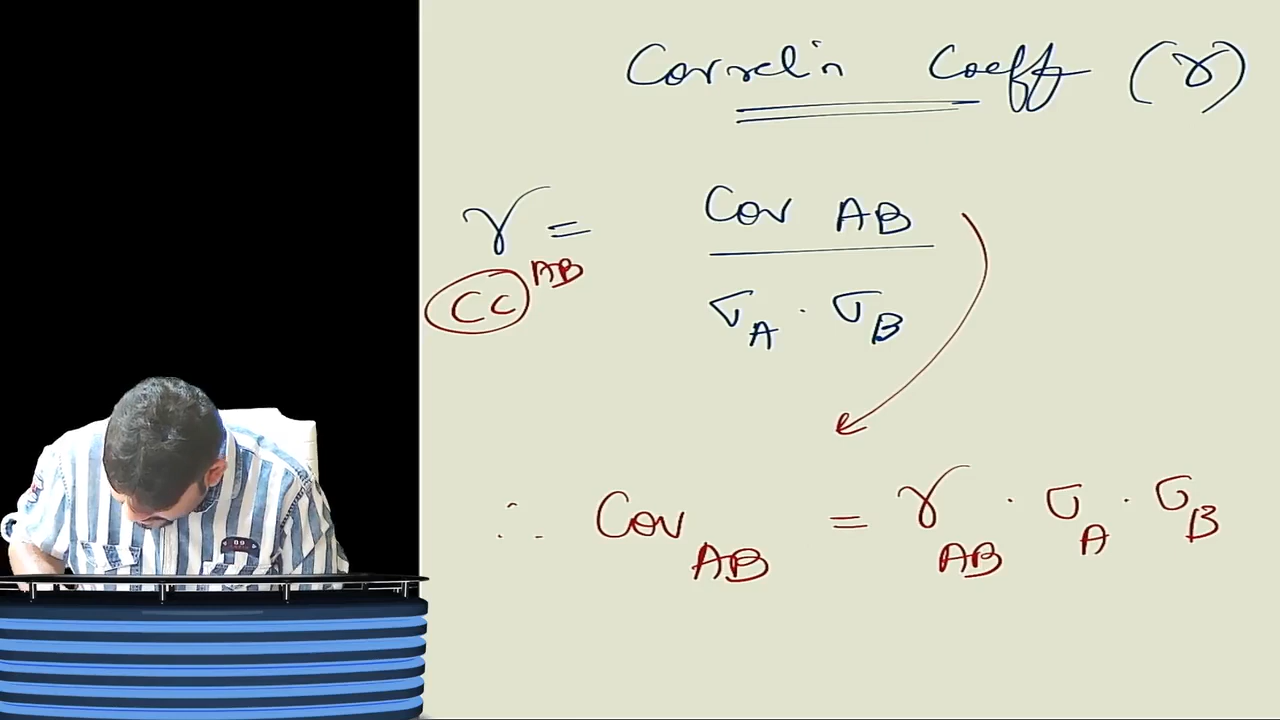 Correl'n Coeff (r)
r = Cov AB
CC AB
σA . σB
∴ Cov AB = r AB . σA . σB